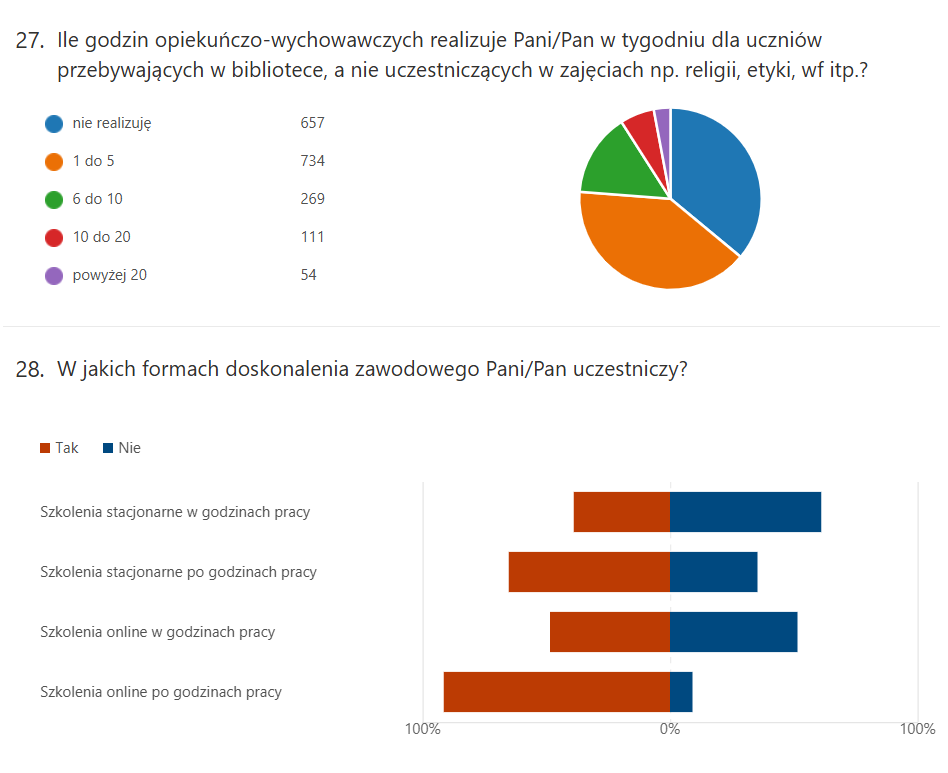 27. Ile godzin opiekuńczo-wychowawczych realizuje Pani/Pan w tygodniu dla uczniów
przebywających w bibliotece, a nie uczestniczących w zajęciach np. religii, etyki, wf itp.?
nie realizuję 657
1 do 5 734
6 do 10 269
10 do 20 111
powyżej 20 54
28. W jakich formach doskonalenia zawodowego Pani/Pan uczestniczy?
Tak Nie
Szkolenia stacjonarne w godzinach pracy
Szkolenia stacjonarne po godzinach pracy
Szkolenia online w godzinach pracy
Szkolenia online po godzinach pracy
100% 0% 100%